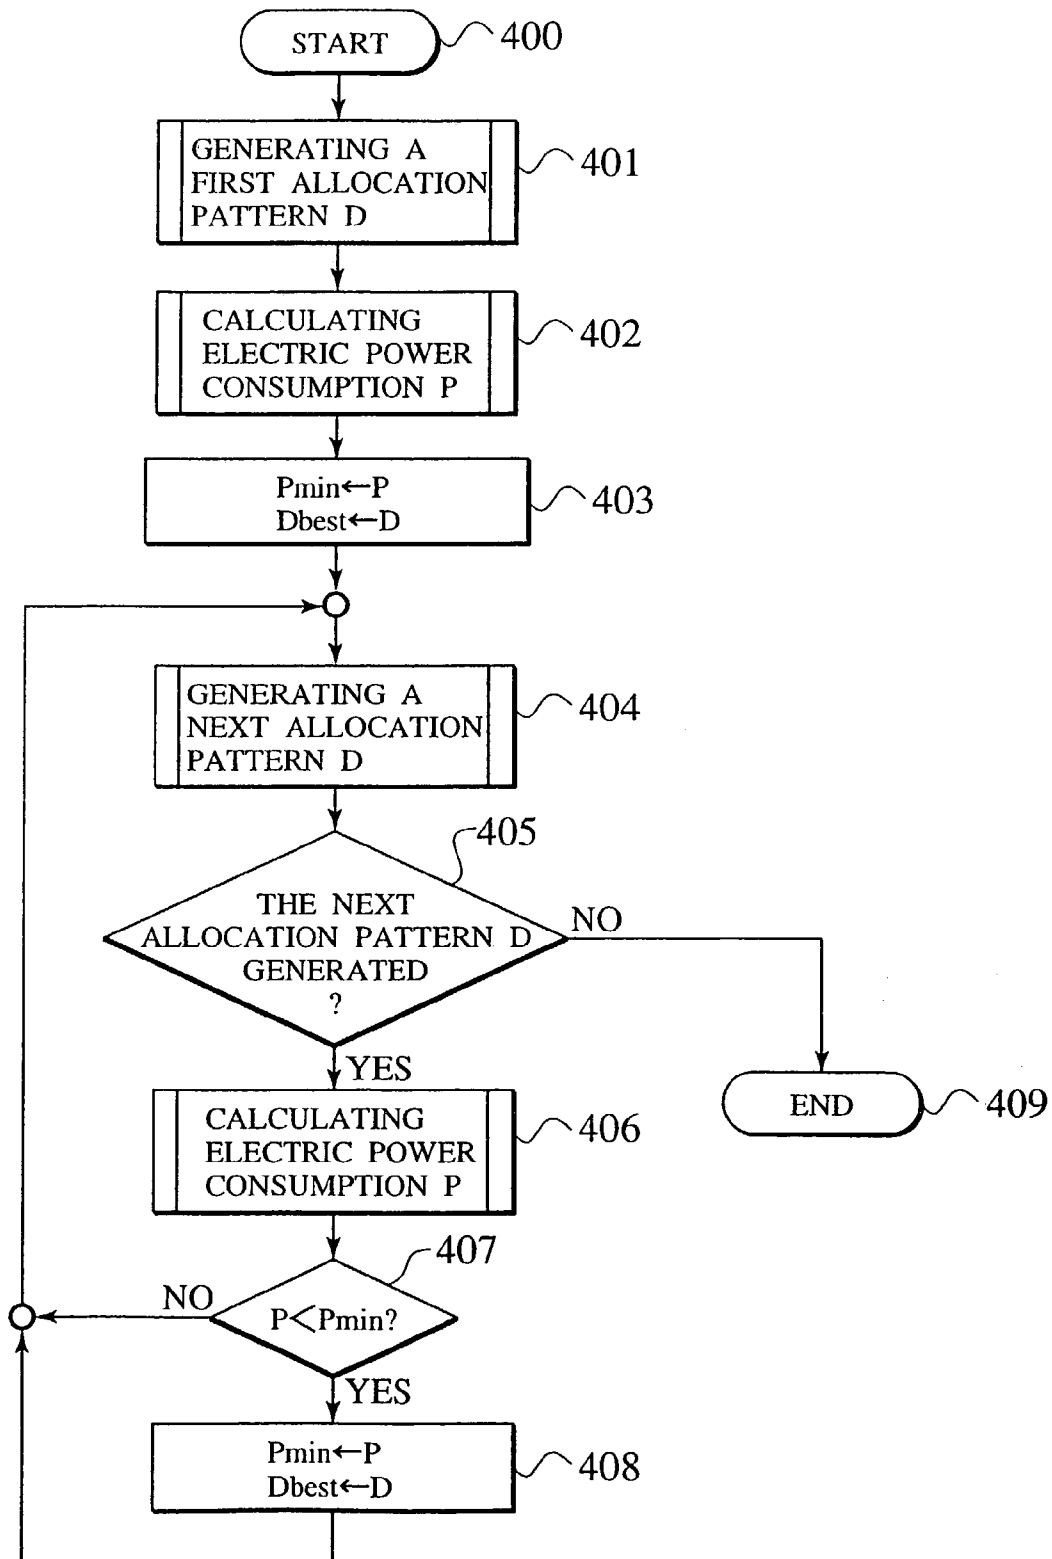 START
400
GENERATING A
FIRST ALLOCATION
PATTERN D
401
CALCULATING
ELECTRIC POWER
CONSUMPTION P
402
Pmin←P
Dbest←D
403
GENERATING A
NEXT ALLOCATION
PATTERN D
404
405
THE NEXT
ALLOCATION PATTERN D
GENERATED
?
NO
YES
END
409
CALCULATING
ELECTRIC POWER
CONSUMPTION P
406
407
P<Pmin?
NO
YES
Pmin←P
Dbest←D
408